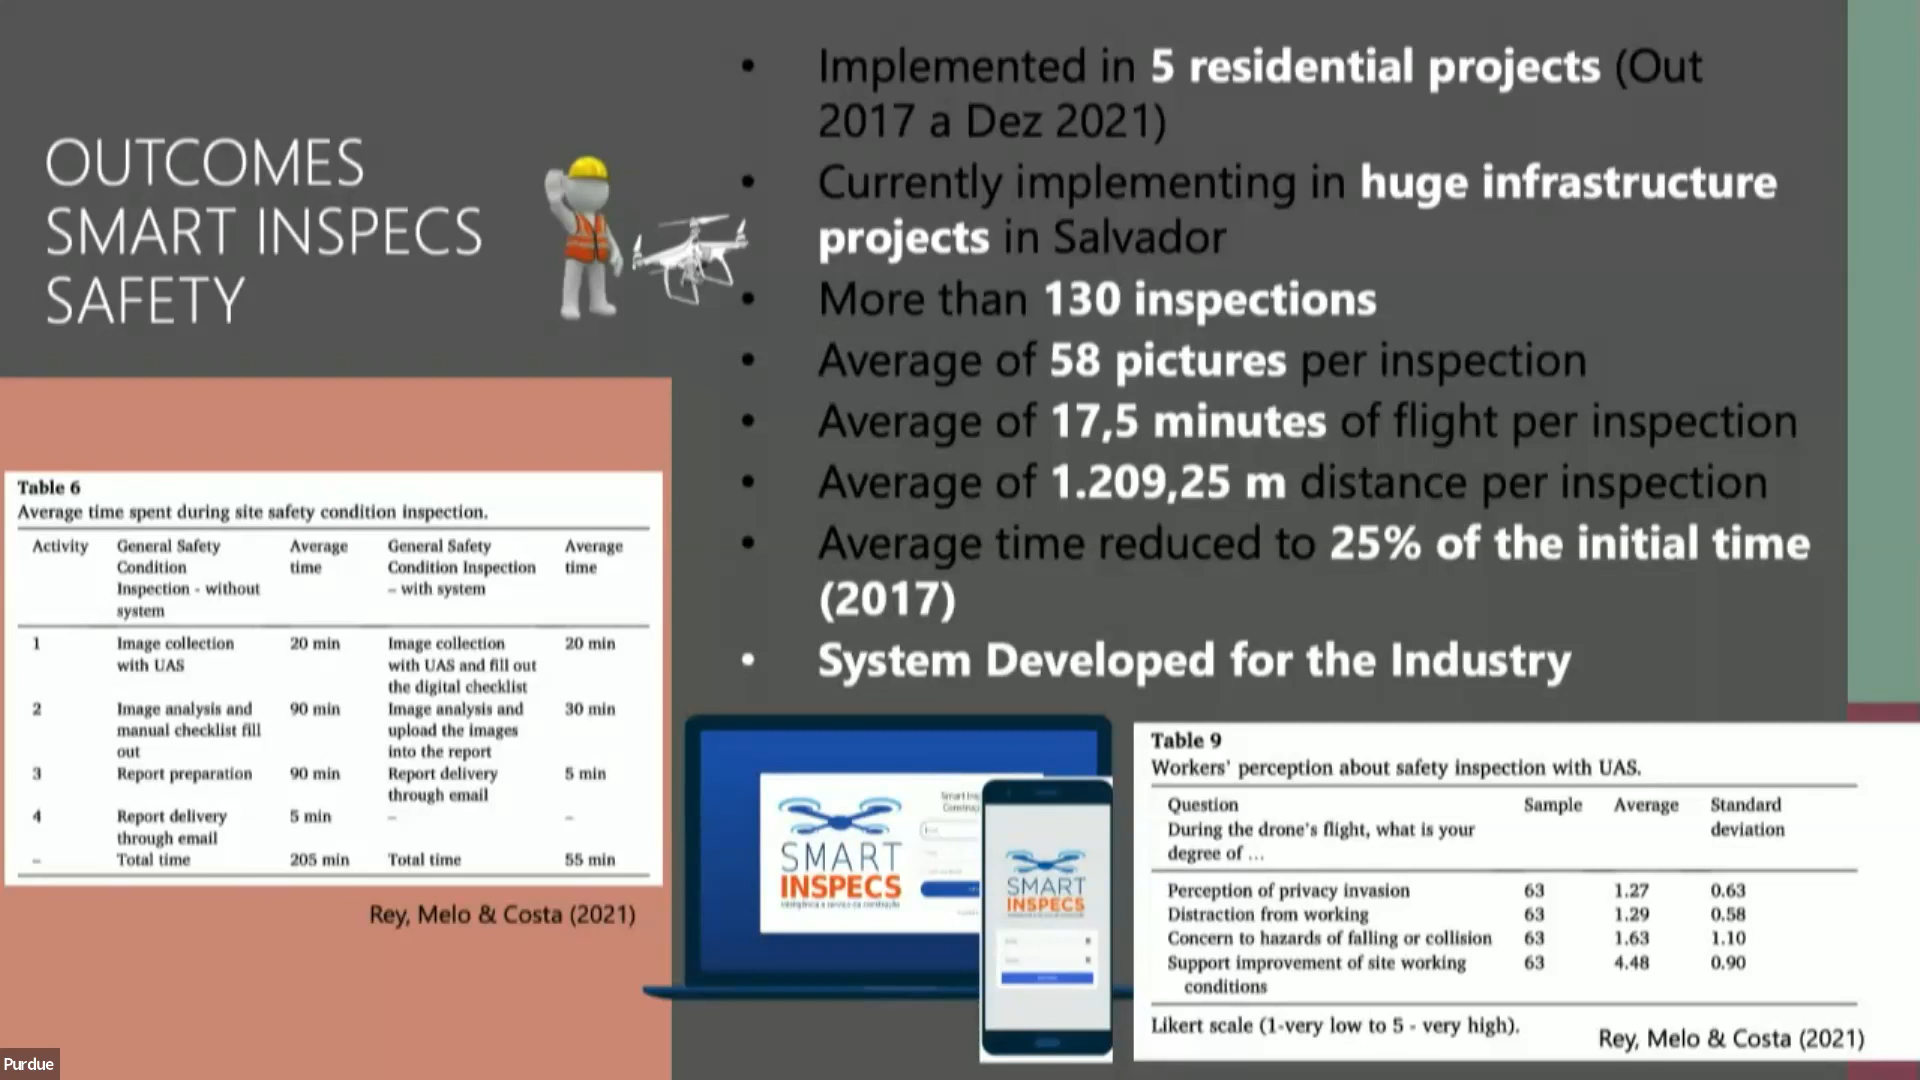 OUTCOMES
SMART INSPECS
SAFETY
• Implemented in 5 residential projects (Out
2017 a Dez 2021)
• Currently implementing in huge infrastructure
projects in Salvador
• More than 130 inspections
• Average of 58 pictures per inspection
• Average of 17,5 minutes of flight per inspection
• Average of 1.209,25 m distance per inspection
• Average time reduced to 25% of the initial time
(2017)
• System Developed for the Industry
Table 6
Average time spent during site safety condition inspection.
Activity General Safety Average General Safety Average
Condition time Condition Inspection time
Inspection - without – with system
system
1 Image collection 20 min Image collection 20 min
with UAS with UAS and fill out
the digital checklist
2 Image analysis and 90 min Image analysis and 30 min
manual checklist fill upload the images
out into the report
3 Report preparation 90 min Report delivery 5 min
through email
4 Report delivery 5 min – –
through email
– Total time 205 min Total time 55 min
Rey, Melo & Costa (2021)
SMART
INSPECS
SMART
INSPECS
Table 9
Workers' perception about safety inspection with UAS.
Question Sample Average Standard
During the drone's flight, what is your deviation
degree of ...
Perception of privacy invasion 63 1.27 0.63
Distraction from working 63 1.29 0.58
Concern to hazards of falling or collision 63 1.63 1.10
Support improvement of site working 63 4.48 0.90
conditions
Likert scale (1-very low to 5 - very high).
Rey, Melo & Costa (2021)
Purdue